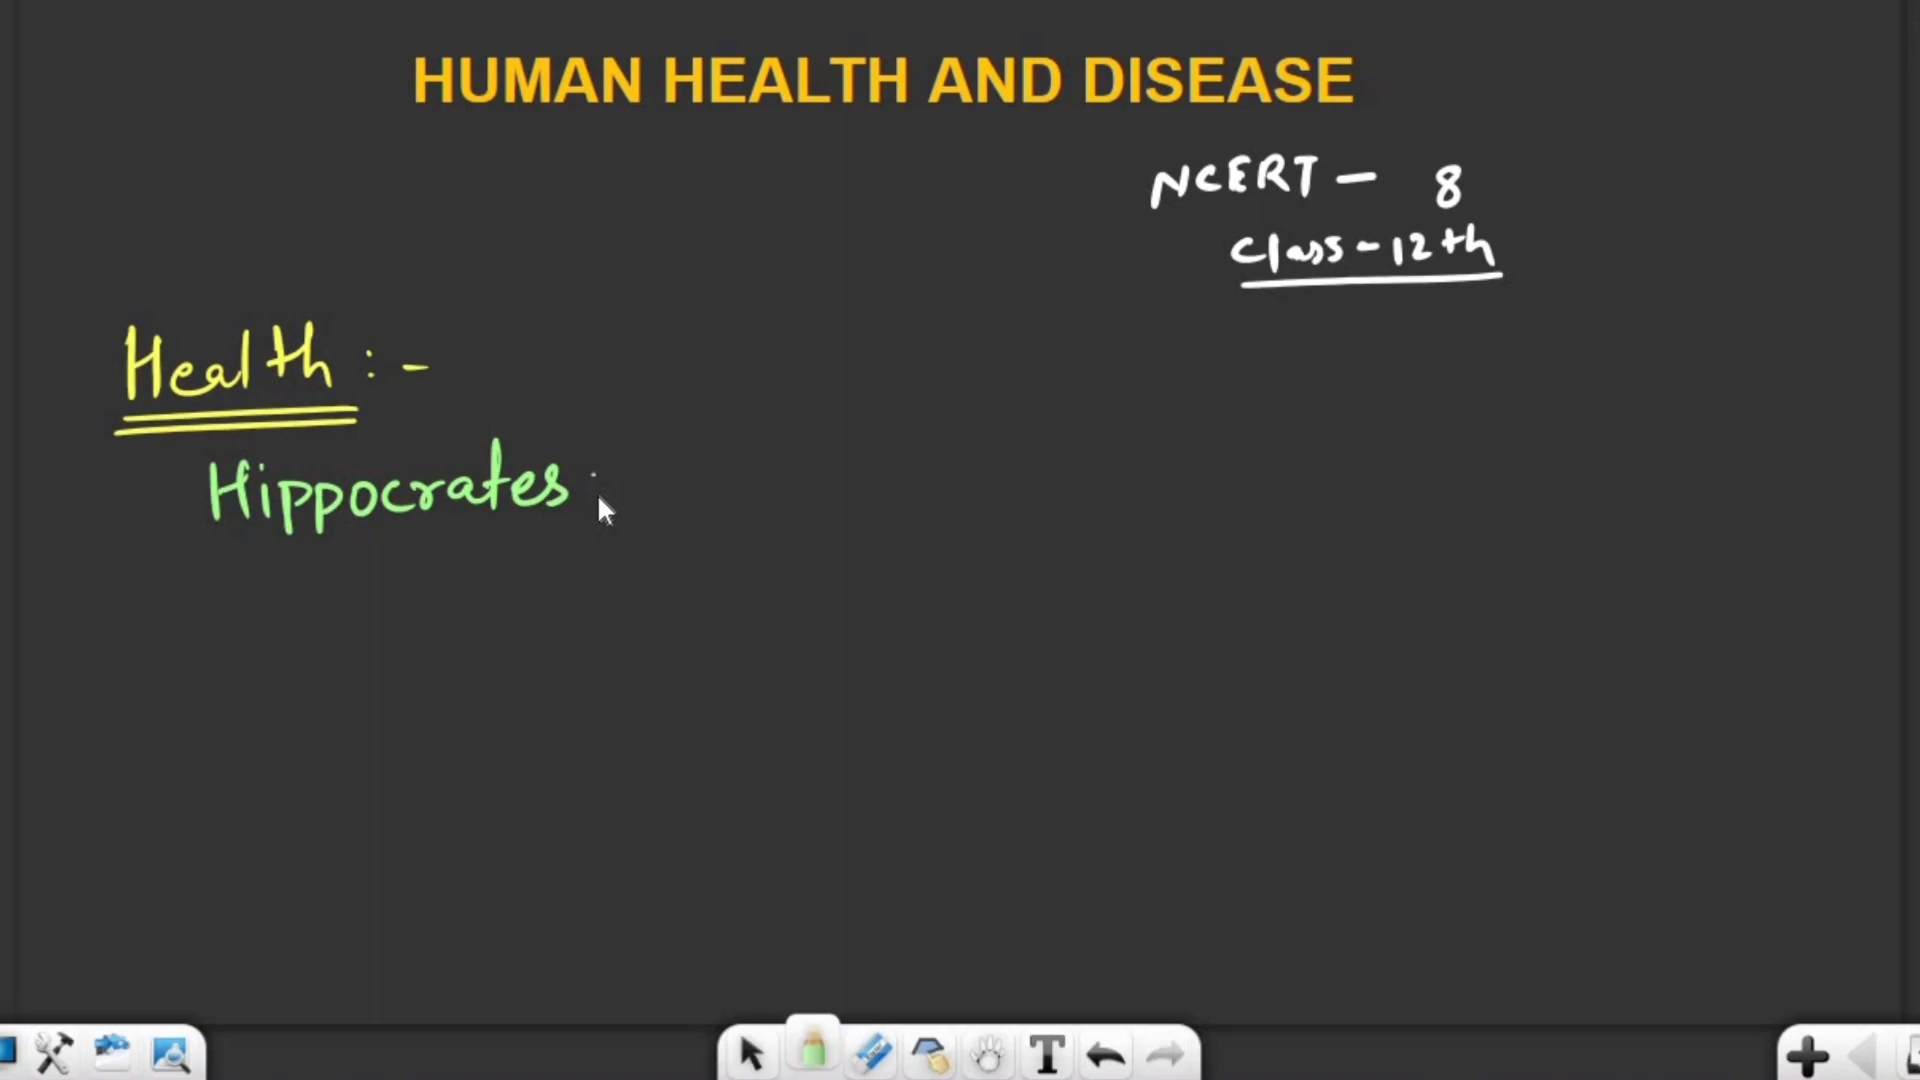 HUMAN HEALTH AND DISEASE
NCERT - 8
Class - 12th
Health : -
Hippocrates